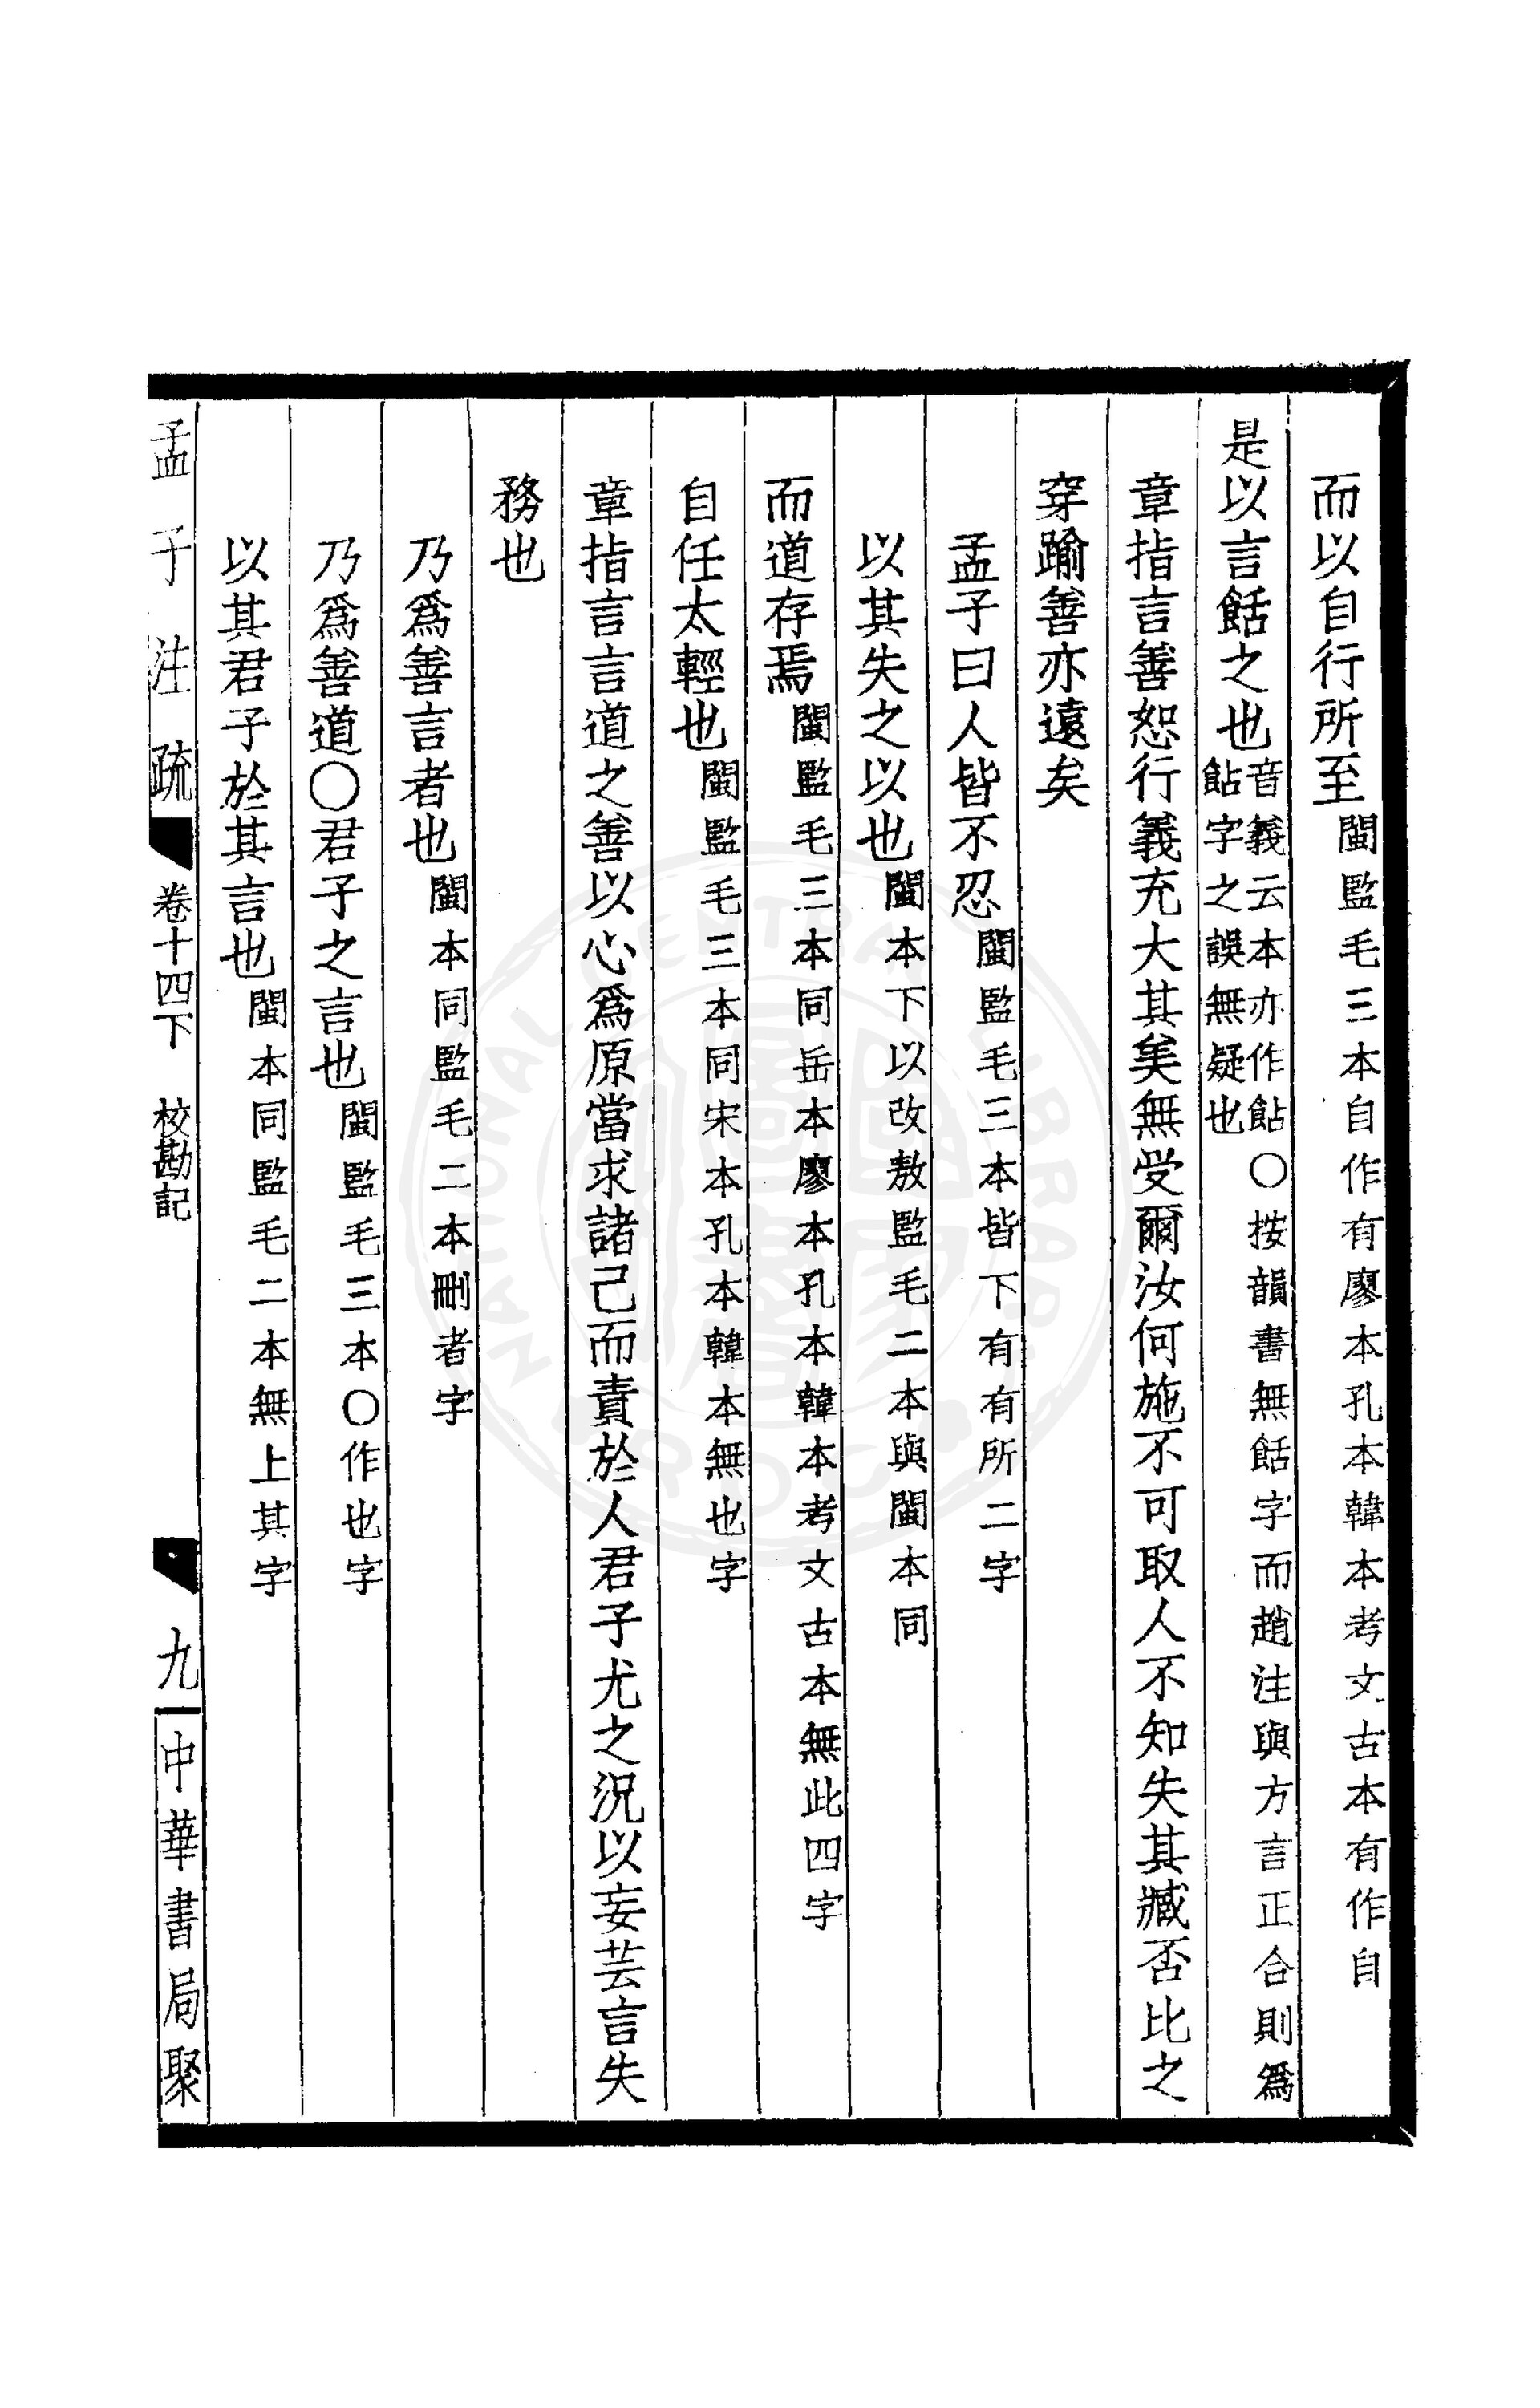 而以自行所至閩監毛三本自作有廖本孔本韓本考文古本有作自
是以言餂之也音義云本亦作䬯〇按韻書無餂字而趙注與方言正合則爲䬯字之誤無疑也
章指言善恕行義充大其美無受爾汝何施不可取人不知失其臧否比之
穿踰善亦遠矣
孟子曰人皆不忍閩監毛三本皆下有有所二字
以其失之以也閩本下以改敖監毛二本與閩本同
而道存焉閩監毛三本同岳本廖本孔本韓本考文古本無此四字
自任太輕也閩監毛三本同宋本孔本韓本無也字
章指言言道之善以心爲原當求諸己而責於人君子尤之況以妄芸言失
務也
乃爲善言者也閩本同監毛二本刪者字
乃爲善道〇君子之言也閩監毛三本〇作也字
以其君子於其言也閩本同監毛二本無上其字
孟子注疏 卷十四下 校勘記 九 中華書局聚
NATIONAL CENTRAL LIBRARY
R.O.C.